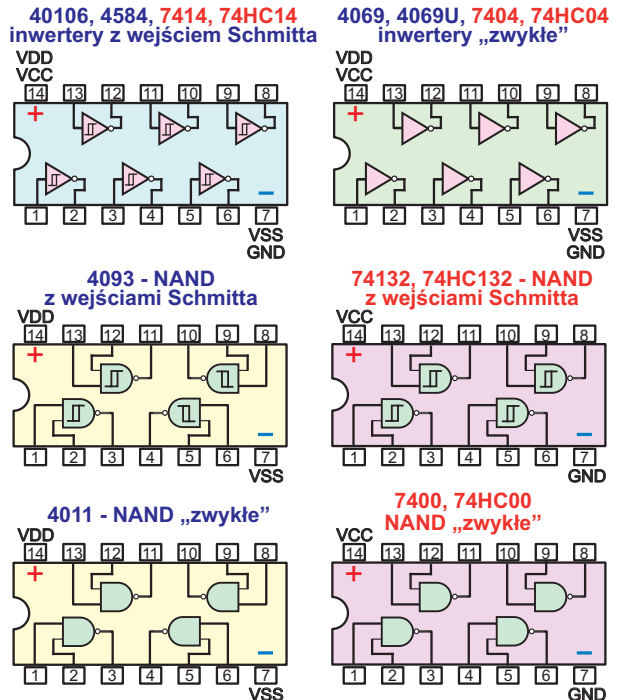 40106, 4584, 7414, 74HC14
inwertery z wejściem Schmitta
VDD
VCC
14 13 12 11 10 9 8
+
−
1 2 3 4 5 6 7
VSS
GND
4069, 4069U, 7404, 74HC04
inwertery „zwykłe”
VDD
VCC
14 13 12 11 10 9 8
+
−
1 2 3 4 5 6 7
VSS
GND
4093 - NAND
z wejściami Schmitta
VDD
14 13 12 11 10 9 8
+
−
1 2 3 4 5 6 7
VSS
74132, 74HC132 - NAND
z wejściami Schmitta
VCC
14 13 12 11 10 9 8
+
−
1 2 3 4 5 6 7
GND
4011 - NAND „zwykłe”
VDD
14 13 12 11 10 9 8
+
−
1 2 3 4 5 6 7
VSS
7400, 74HC00
NAND „zwykłe”
VCC
14 13 12 11 10 9 8
+
−
1 2 3 4 5 6 7
GND